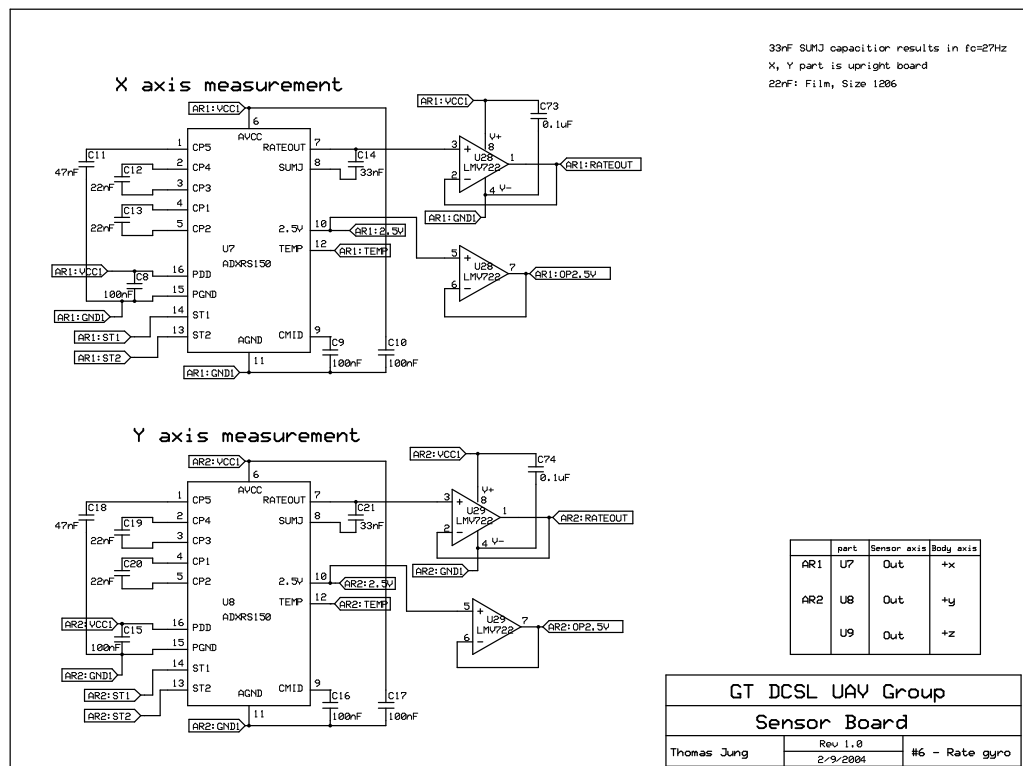 33nF SUMJ capacitior results in fc=27Hz
X, Y part is upright board
22nF: Film, Size 1206
X axis measurement
AR1:VCC1
6
AVCC
1
CP5
C11
47nF
2
CP4
C12
22nF
3
CP3
4
CP1
C13
22nF
5
CP2
RATEOUT
7
SUMJ
8
C14
33nF
2.5V
10
AR1:2.5V
TEMP
12
AR1:TEMP
U7
ADXRS150
AR1:VCC1
16
PDD
C8
100nF
15
PGND
AR1:GND1
14
ST1
AR1:ST1
13
ST2
AR1:ST2
AGND
11
CMID
9
C9
100nF
C10
100nF
AR1:GND1
AR1:VCC1
C73
0.1uF
V+
8
3
+
U28
LMV722
1
2
−
4 V-
AR1:RATEOUT
AR1:GND1
5
+
U28
LMV722
7
6
−
AR1:OP2.5V
Y axis measurement
AR2:VCC1
6
AVCC
1
CP5
C18
47nF
2
CP4
C19
22nF
3
CP3
4
CP1
C20
22nF
5
CP2
RATEOUT
7
SUMJ
8
C21
33nF
2.5V
10
AR2:2.5V
TEMP
12
AR2:TEMP
U8
ADXRS150
AR2:VCC1
16
PDD
C15
100nF
15
PGND
AR2:GND1
14
ST1
AR2:ST1
13
ST2
AR2:ST2
AGND
11
CMID
9
C16
100nF
C17
100nF
AR2:GND1
AR2:VCC1
C74
0.1uF
V+
8
3
+
U29
LMV722
1
2
−
4 V-
AR2:RATEOUT
AR2:GND1
5
+
U29
LMV722
7
6
−
AR2:OP2.5V
part Sensor axis Body axis
AR1 U7 Out +x
AR2 U8 Out +y
U9 Out +z
GT DCSL UAV Group
Sensor Board
Thomas Jung
Rev 1.0
2/9/2004
#6 - Rate gyro